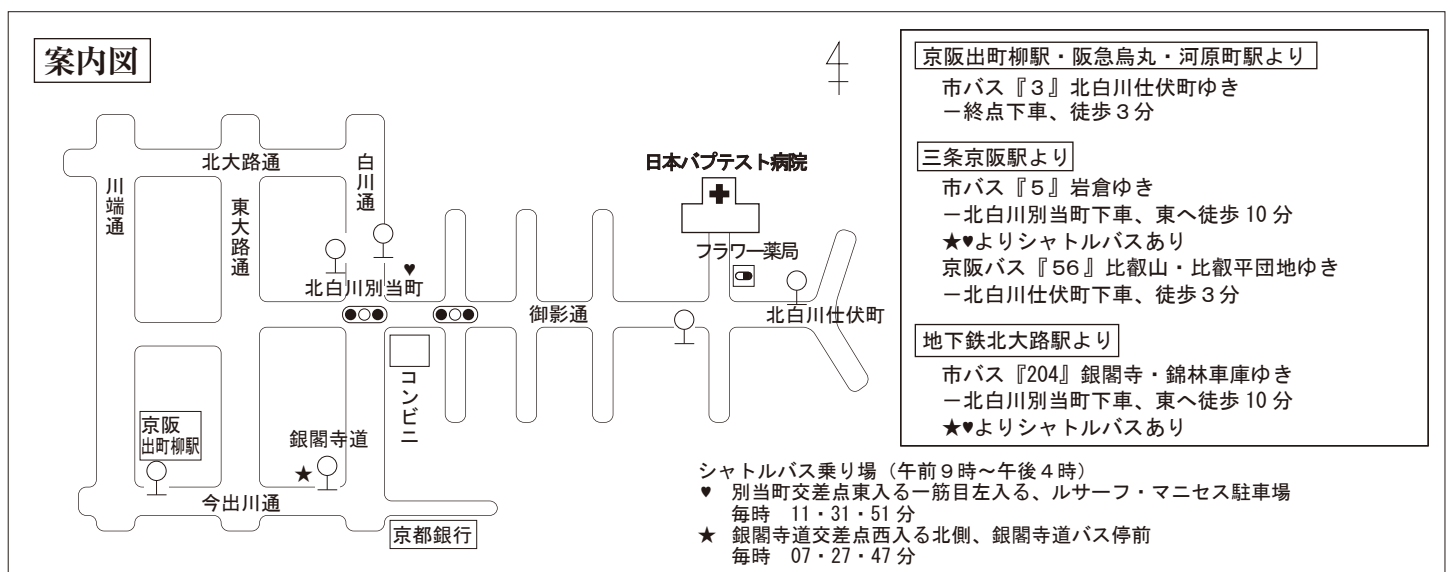 案内図
北大路通
白川通
川端通
東大路通
日本バプテスト病院
フラワー薬局
北白川別当町
御影通
北白川仕伏町
コンビニ
京阪
出町柳駅
銀閣寺道
★
今出川通
京都銀行
京阪出町柳駅・阪急烏丸・河原町駅より
市バス『3』北白川仕伏町ゆき
－終点下車、徒歩３分
三条京阪駅より
市バス『5』岩倉ゆき
－北白川別当町下車、東へ徒歩 10 分
★♥よりシャトルバスあり
京阪バス『56』比叡山・比叡平団地ゆき
－北白川仕伏町下車、徒歩３分
地下鉄北大路駅より
市バス『204』銀閣寺・錦林車庫ゆき
－北白川別当町下車、東へ徒歩 10 分
★♥よりシャトルバスあり
シャトルバス乗り場（午前９時～午後４時）
♥ 別当町交差点東入る一筋目左入る、ルサーフ・マニセス駐車場
毎時 11・31・51 分
★ 銀閣寺道交差点西入る北側、銀閣寺道バス停前
毎時 07・27・47 分